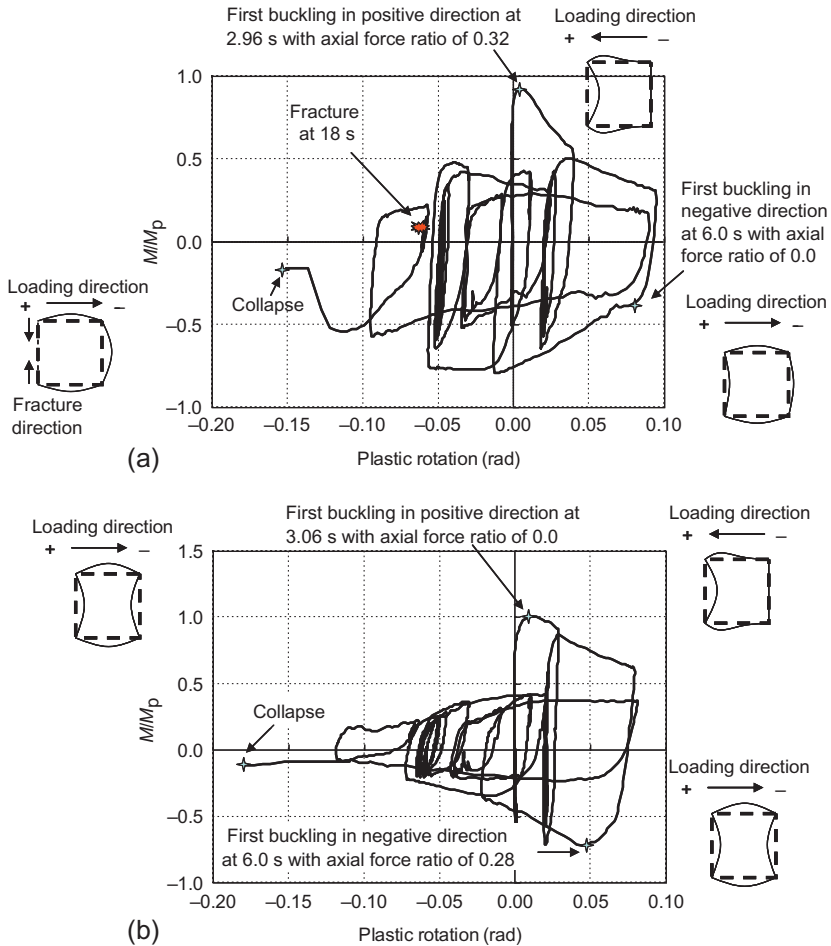 First buckling in positive direction at
2.96 s with axial force ratio of 0.32
Loading direction
+ –
1.0
0.5
0.0
–0.5
–1.0
M/Mp
Fracture
at 18 s
First buckling in
negative direction
at 6.0 s with axial
force ratio of 0.0
Loading direction
+ –
Collapse
Loading direction
+ –
Fracture
direction
–0.20
–0.15
–0.10
–0.05
0.00
0.05
0.10
Plastic rotation (rad)
(a)
First buckling in positive direction at
3.06 s with axial force ratio of 0.0
Loading direction
+ –
Loading direction
+ –
1.5
1.0
0.5
0.0
–0.5
–1.0
M/Mp
Collapse
Loading direction
+ –
First buckling in negative direction
at 6.0 s with axial force ratio of 0.28
–0.20
–0.15
–0.10
–0.05
0.00
0.05
0.10
Plastic rotation (rad)
(b)